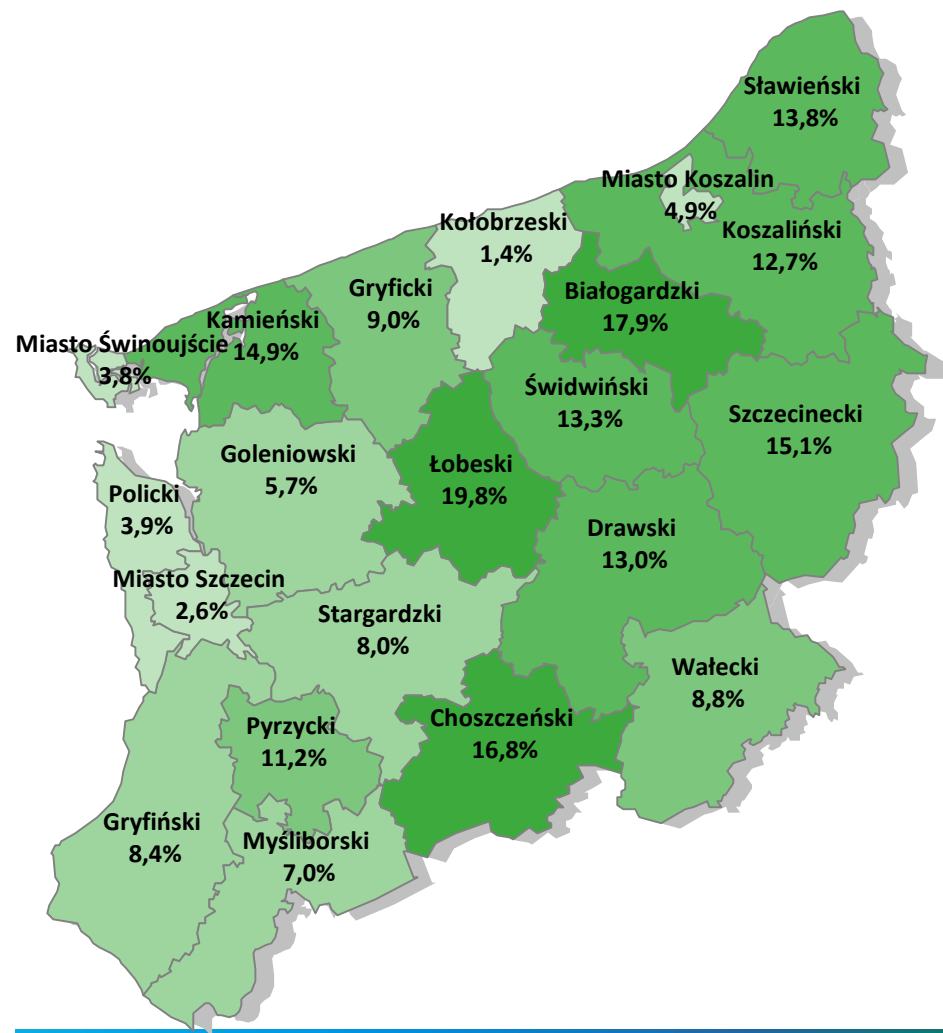 Sławieński
13,8%
Miasto Koszalin
4,9%
Kołobrzeski
1,4%
Koszaliński
12,7%
Gryficki
9,0%
Białogardzki
17,9%
Kamieński
14,9%
Miasto Świnoujście
3,8%
Świdwiński
13,3%
Szczecinecki
15,1%
Goleniowski
5,7%
Łobeski
19,8%
Policki
3,9%
Drawski
13,0%
Miasto Szczecin
2,6%
Stargardzki
8,0%
Wałecki
8,8%
Choszczeński
16,8%
Pyrzycki
11,2%
Gryfiński
8,4%
Myśliborski
7,0%